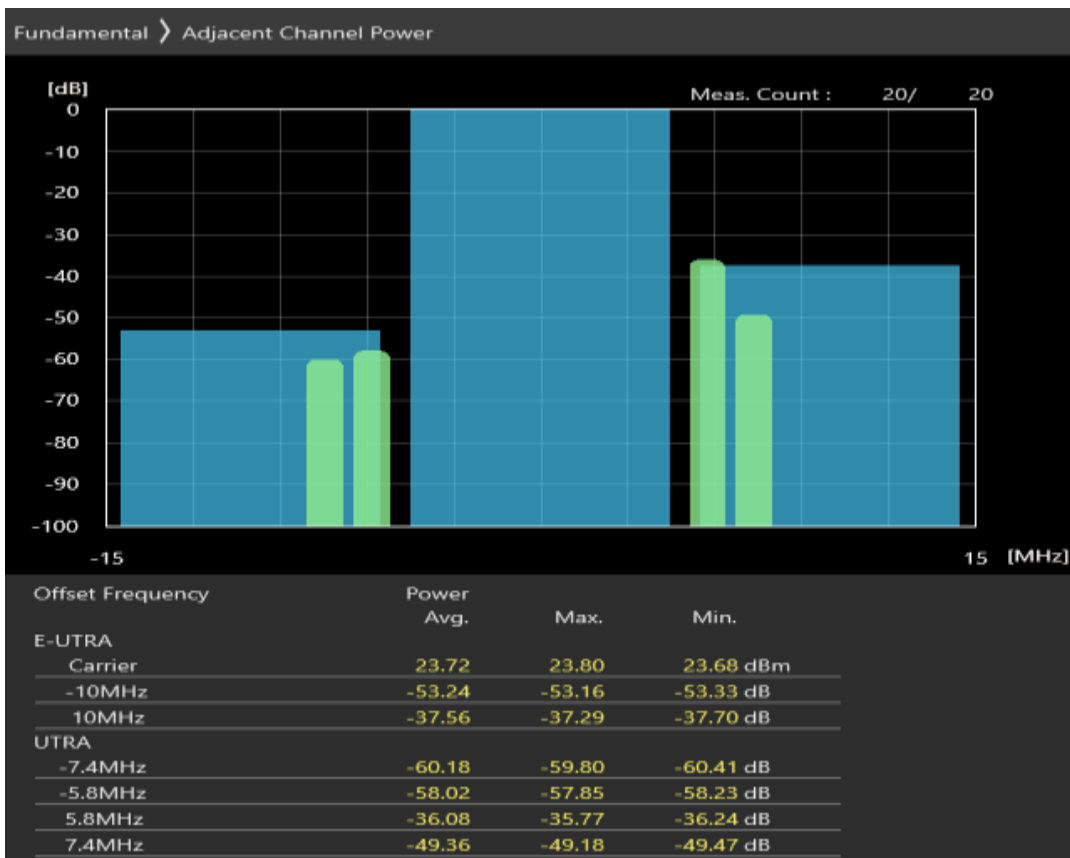 Fundamental ❯ Adjacent Channel Power
[dB]
Meas. Count : 20/ 20
0
-10
-20
-30
-40
-50
-60
-70
-80
-90
-100
-15 15 [MHz]
Offset Frequency Power
Avg. Max. Min.
E-UTRA
Carrier 23.72 23.80 23.68 dBm
-10MHz -53.24 -53.16 -53.33 dB
10MHz -37.56 -37.29 -37.70 dB
UTRA
-7.4MHz -60.18 -59.80 -60.41 dB
-5.8MHz -58.02 -57.85 -58.23 dB
5.8MHz -36.08 -35.77 -36.24 dB
7.4MHz -49.36 -49.18 -49.47 dB